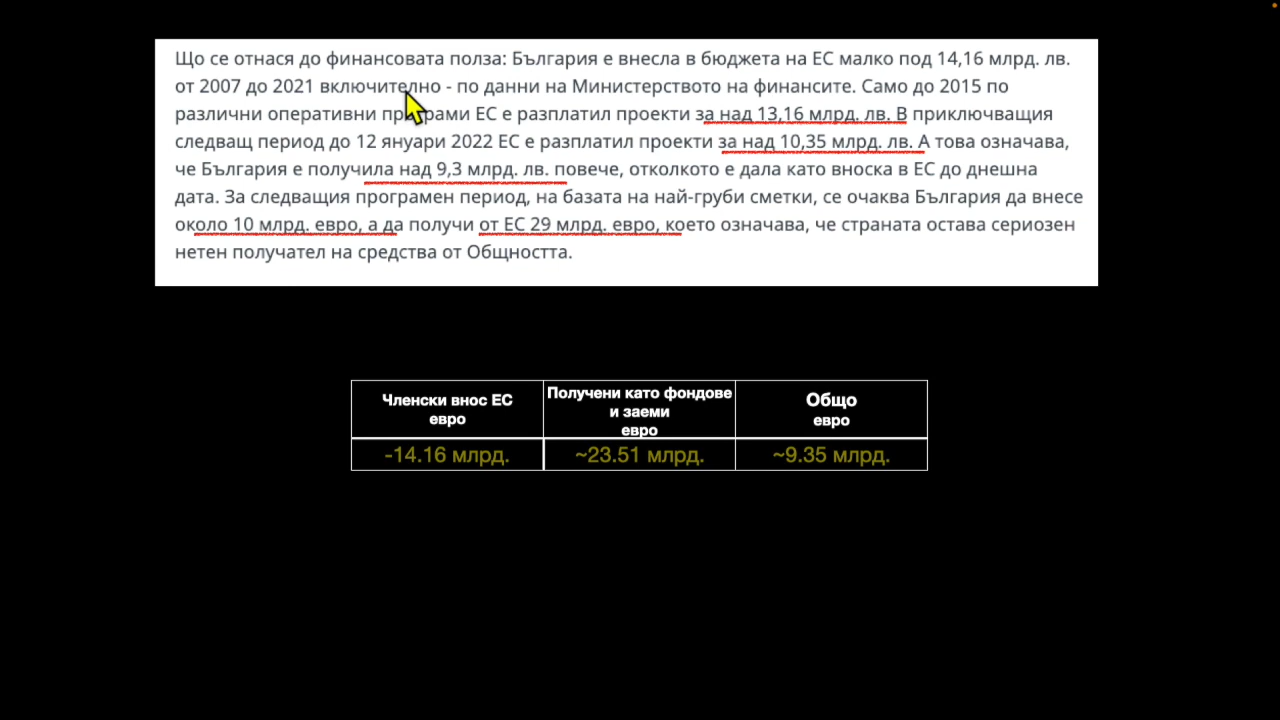 Що се отнася до финансовата полза: България е внесла в бюджета на ЕС малко под 14,16 млрд. лв.
от 2007 до 2021 включително - по данни на Министерството на финансите. Само до 2015 по
различни оперативни програми ЕС е разплатил проекти за над 13,16 млрд. лв. В приключващия
следващ период до 12 януари 2022 ЕС е разплатил проекти за над 10,35 млрд. лв. А това означава,
че България е получила над 9,3 млрд. лв. повече, отколкото е дала като вноска в ЕС до днешна
дата. За следващия програмен период, на базата на най-груби сметки, се очаква България да внесе
около 10 млрд. евро, а да получи от ЕС 29 млрд. евро, което означава, че страната остава сериозен
нетен получател на средства от Общността.
Членски внос ЕС
евро
Получени като фондове
и заеми
евро
Общо
евро
-14.16 млрд.
~23.51 млрд.
~9.35 млрд.